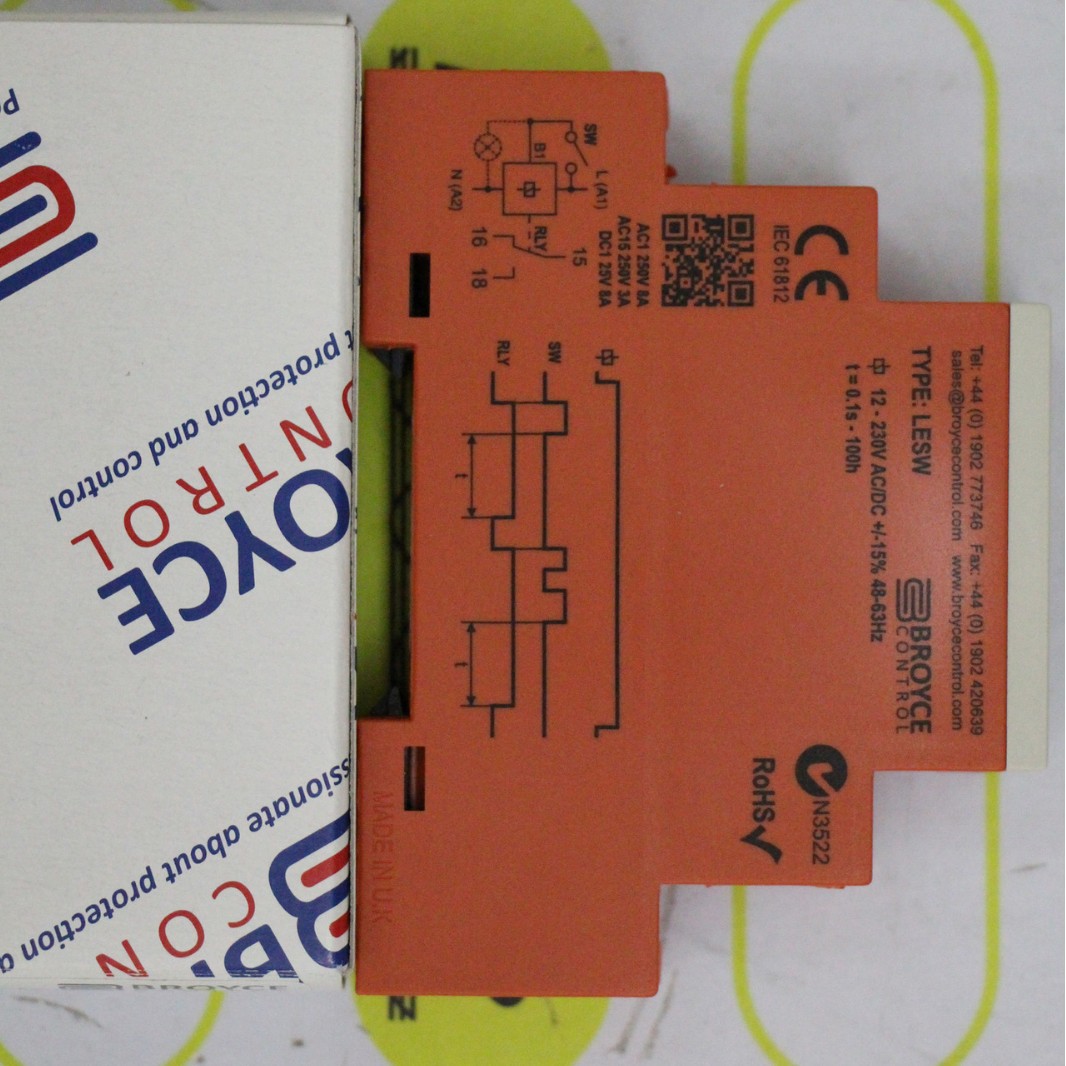 Tel: +44 (0) 1902 773746 Fax: +44 (0) 1902 420639
sales@broycecontrol.com www.broycecontrol.com
TYPE: LESW
BROYCE
CONTROL
12 - 230V AC/DC +/-15% 48-63Hz
t = 0.1s - 100h
CE
IEC 61812
AC1 250V 8A
AC15 250V 3A
DC1 25V 8A
SW
L (A1)
B1
N (A2)
RLY
15
16
18
SW
RLY
t
t
N3522
RoHS
MADE IN U.K
protection and control
ROYCE
NTROL
ssionate about protection a
CON
BROYCE